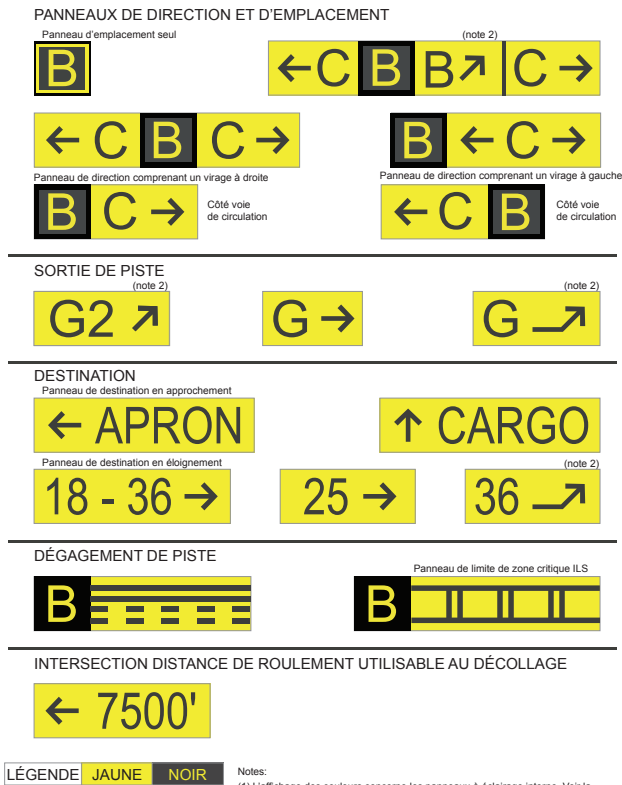 PANNEAUX DE DIRECTION ET D'EMPLACEMENT
Panneau d'emplacement seul
(note 2)
B
←C B B↗ C →
← C B C →
B ← C →
Panneau de direction comprenant un virage à droite
Panneau de direction comprenant un virage à gauche
B C →
Côté voie
de circulation
← C B
Côté voie
de circulation
SORTIE DE PISTE
(note 2)
(note 2)
G2 ↗
G →
G
DESTINATION
Panneau de destination en approchement
← APRON
↑ CARGO
Panneau de destination en éloignement
(note 2)
18 - 36 →
25 →
36
DÉGAGEMENT DE PISTE
Panneau de limite de zone critique ILS
B
B
INTERSECTION DISTANCE DE ROULEMENT UTILISABLE AU DÉCOLLAGE
← 7500'
LÉGENDE JAUNE NOIR
Notes: